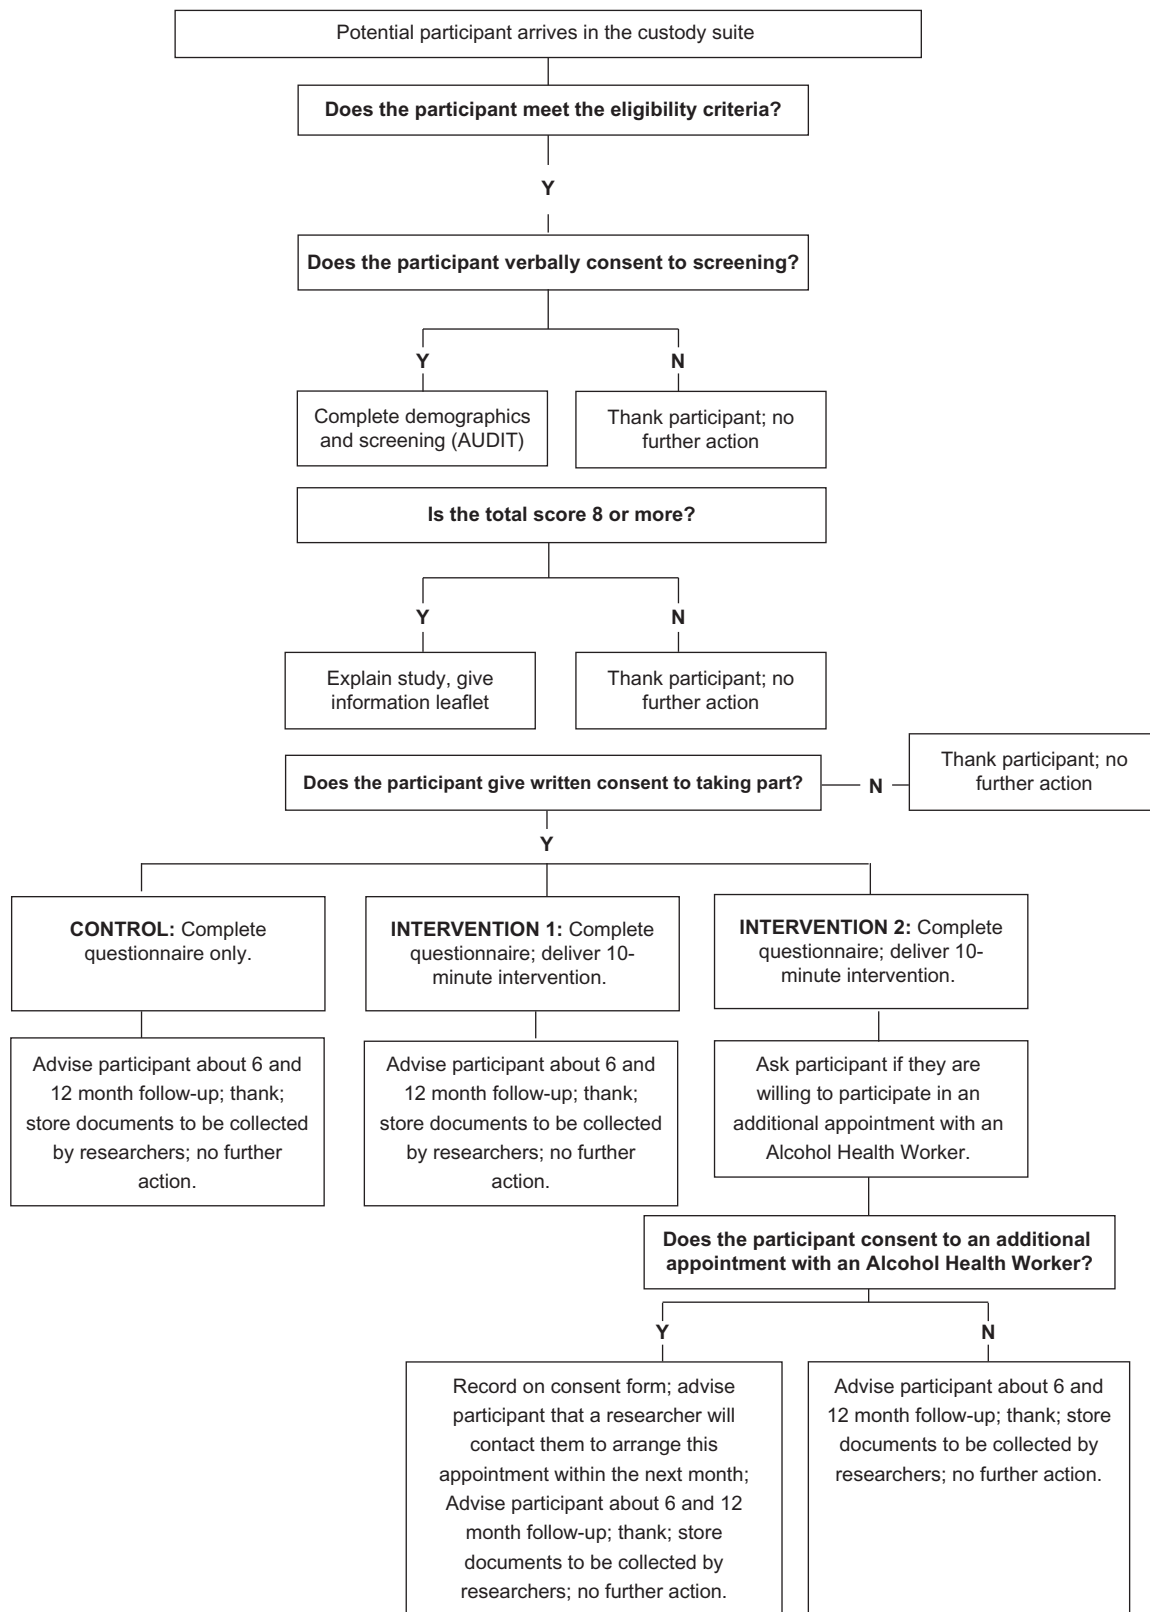 Potential participant arrives in the custody suite
Does the participant meet the eligibility criteria?
Y
Does the participant verbally consent to screening?
Y
N
Complete demographics
and screening (AUDIT)
Thank participant; no
further action
Is the total score 8 or more?
Y
N
Explain study, give
information leaflet
Thank participant; no
further action
Does the participant give written consent to taking part?
N
Thank participant; no
further action
Y
CONTROL: Complete
questionnaire only.
INTERVENTION 1: Complete
questionnaire; deliver 10-
minute intervention.
INTERVENTION 2: Complete
questionnaire; deliver 10-
minute intervention.
Advise participant about 6 and
12 month follow-up; thank;
store documents to be collected
by researchers; no further
action.
Advise participant about 6 and
12 month follow-up; thank;
store documents to be collected
by researchers; no further
action.
Ask participant if they are
willing to participate in an
additional appointment with an
Alcohol Health Worker.
Does the participant consent to an additional
appointment with an Alcohol Health Worker?
Y
N
Record on consent form; advise
participant that a researcher will
contact them to arrange this
appointment within the next month;
Advise participant about 6 and 12
month follow-up; thank; store
documents to be collected by
researchers; no further action.
Advise participant about 6 and
12 month follow-up; thank; store
documents to be collected by
researchers; no further action.